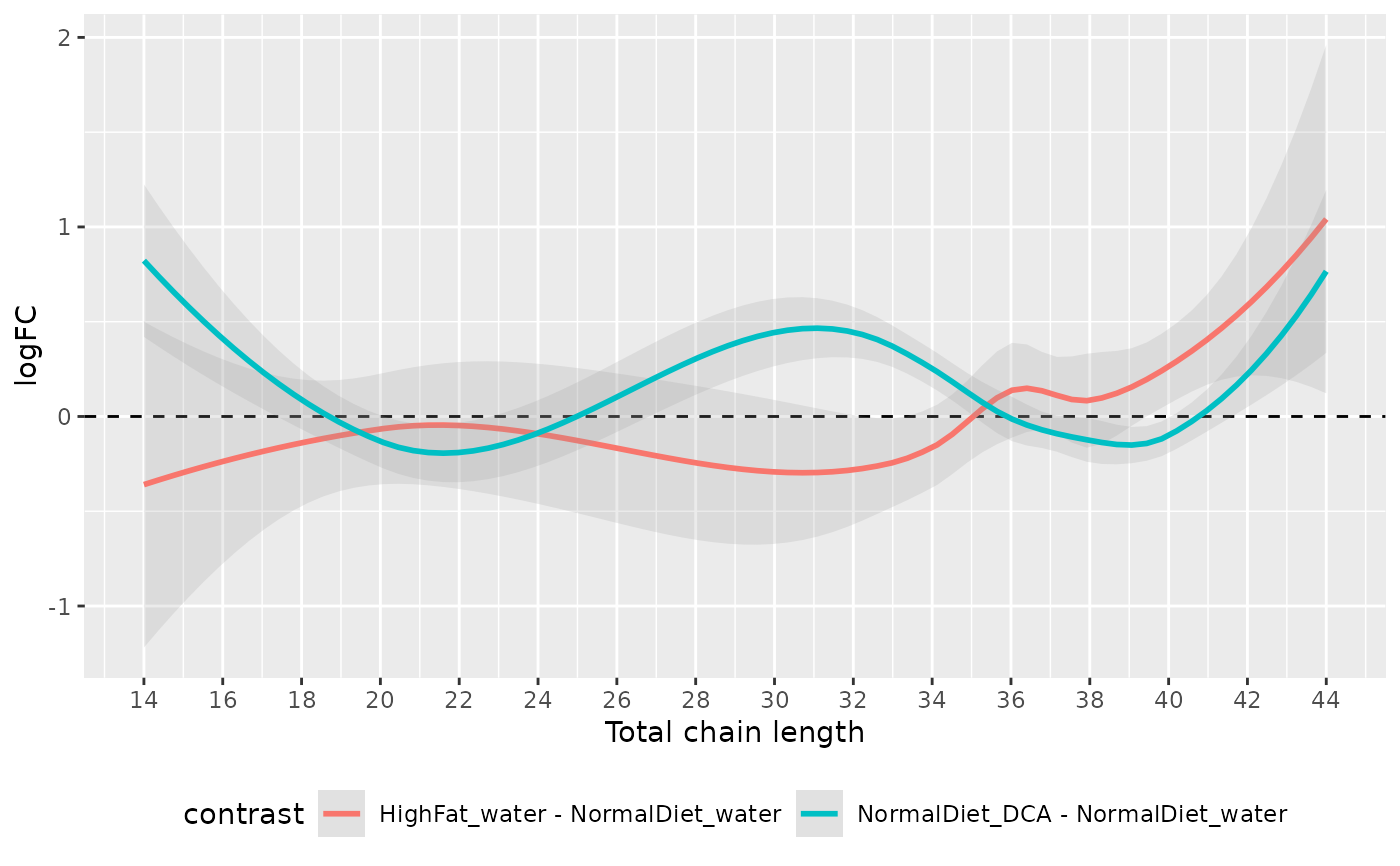 2
1
0
-1
logFC
14 16 18 20 22 24 26 28 30 32 34 36 38 40 42 44
Total chain length
contrast HighFat_water - NormalDiet_water NormalDiet_DCA - NormalDiet_water